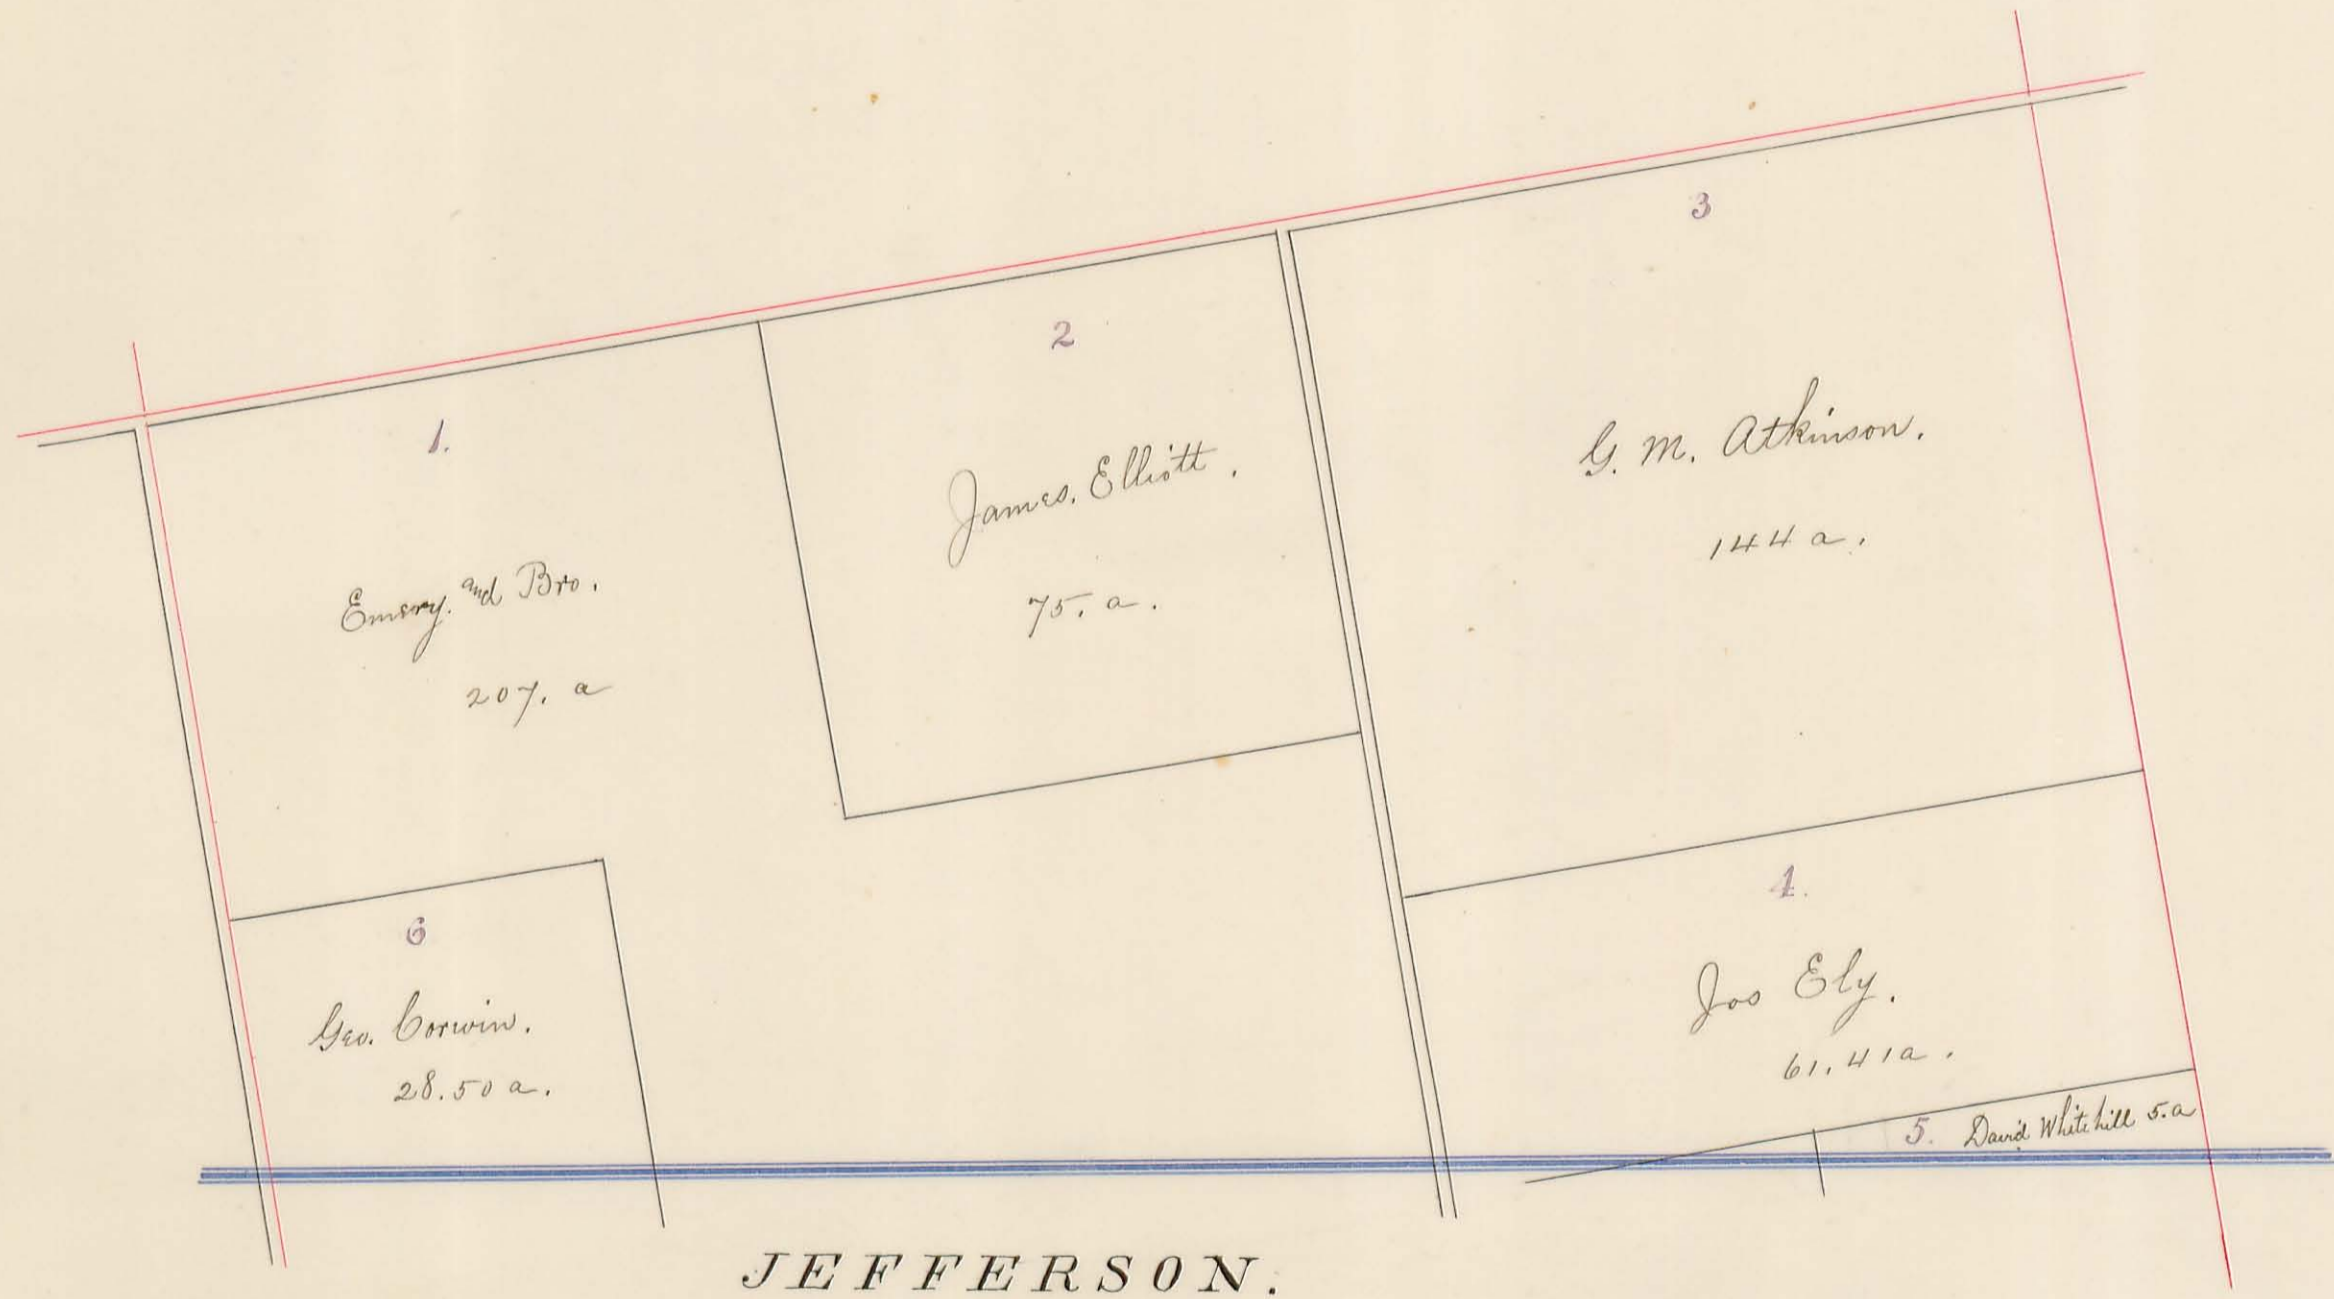 1.
Emery. and Bro.
207. a
2
James. Elliott.
75. a.
3
G. M. Atkinson.
144 a.
4.
Jos Ely.
61.41a.
5. David Whitehill 5.a
6
Geo. Corwin.
28.50 a.
JEFFERSON.